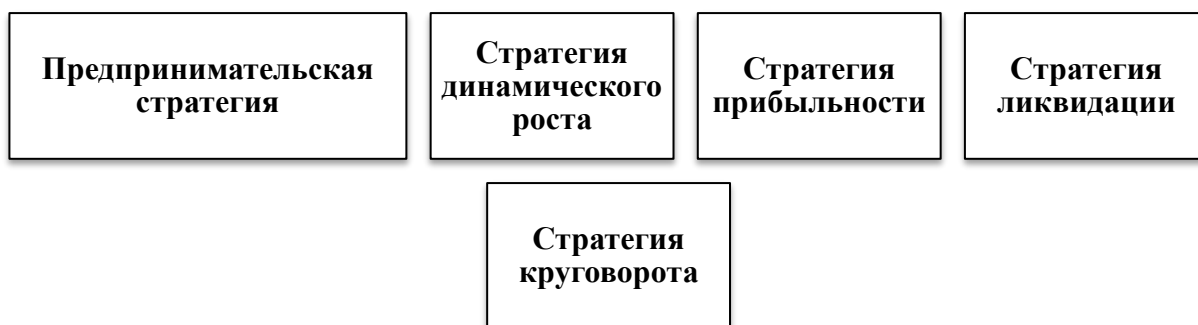 Предпринимательская
стратегия
Стратегия
динамического
роста
Стратегия
прибыльности
Стратегия
ликвидации
Стратегия
круговорота